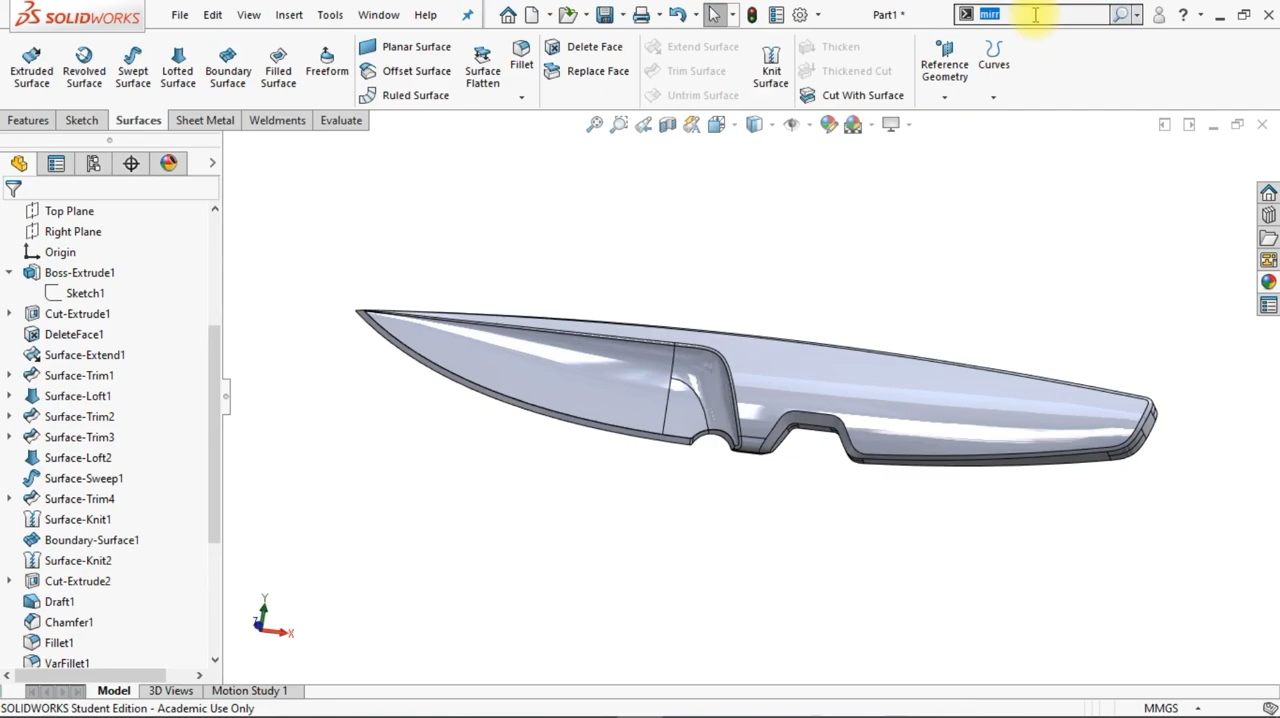 DS SOLIDWORKS
File Edit View Insert Tools Window Help
Part1 *
mirr
Extruded Surface
Revolved Surface
Swept Surface
Lofted Surface
Boundary Surface
Filled Surface
Freeform
Planar Surface
Offset Surface
Ruled Surface
Surface Flatten
Fillet
Delete Face
Replace Face
Extend Surface
Trim Surface
Untrim Surface
Knit Surface
Thicken
Thickened Cut
Cut With Surface
Reference Geometry
Curves
Features Sketch Surfaces Sheet Metal Weldments Evaluate
Top Plane
Right Plane
Origin
Boss-Extrude1
Sketch1
Cut-Extrude1
DeleteFace1
Surface-Extend1
Surface-Trim1
Surface-Loft1
Surface-Trim2
Surface-Trim3
Surface-Loft2
Surface-Sweep1
Surface-Trim4
Surface-Knit1
Boundary-Surface1
Surface-Knit2
Cut-Extrude2
Draft1
Chamfer1
Fillet1
VarFillet1
Y
Z
X
Model 3D Views Motion Study 1
SOLIDWORKS Student Edition - Academic Use Only
MMGS